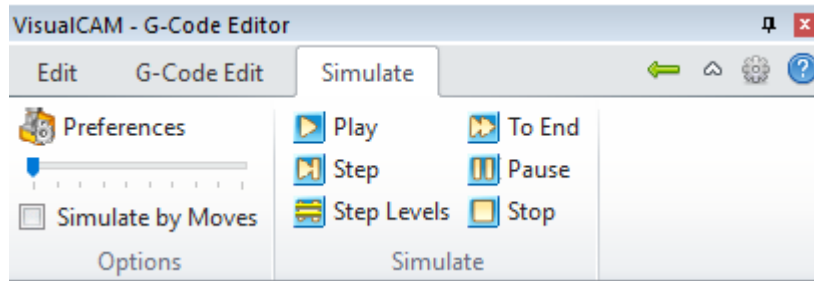 VisualCAM - G-Code Editor
Edit G-Code Edit Simulate
Preferences
Simulate by Moves
Options
Play To End
Step Pause
Step Levels Stop
Simulate